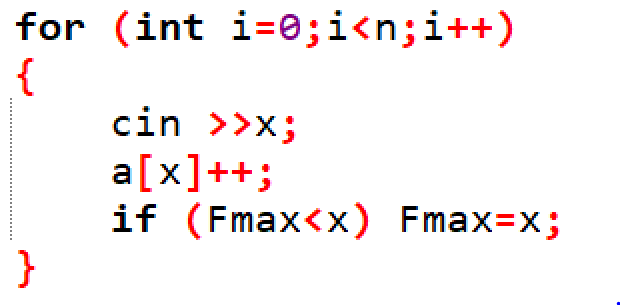 for (int i=0;i<n;i++)
{
    cin >>x;
    a[x]++;
    if (Fmax<x) Fmax=x;
}